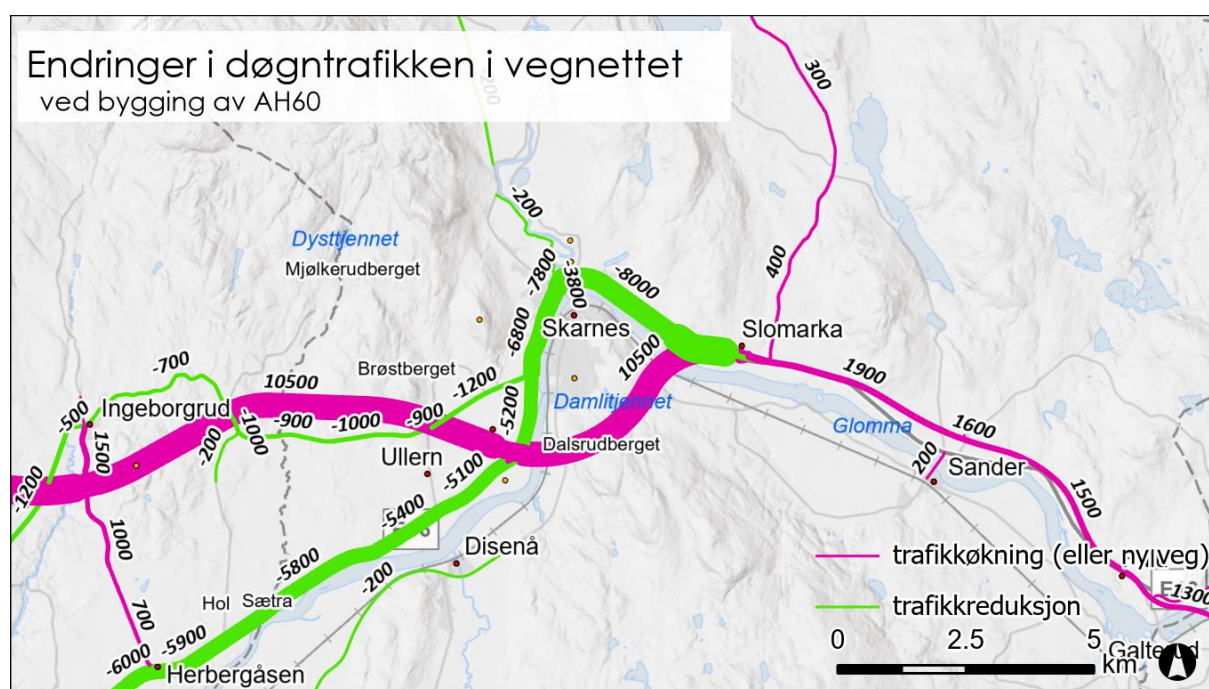 Endringer i døgntrafikken i vegnettet
ved bygging av AH60
-200
300
-200
Dysttjennet
Mjølkerudberget
-7800
-3800
-8000
400
Skarnes
Slomarka
-6800
-700
10500
Brøstberget
-1200
10500
1900
-500
Ingeborgrud
-1000
-900
-1000
-900
-5200
Damlitjennet
Glomma
1600
1500
-200
Ullern
Dalsrudberget
200
Sander
-1200
-5100
1500
-5400
1000
Disenå
trafikkøkning (eller ny veg)
-5800
-200
1300
Hol
Sætra
trafikkreduksjon
700
-5900
0
2.5
5
km
-6000
Herbergåsen